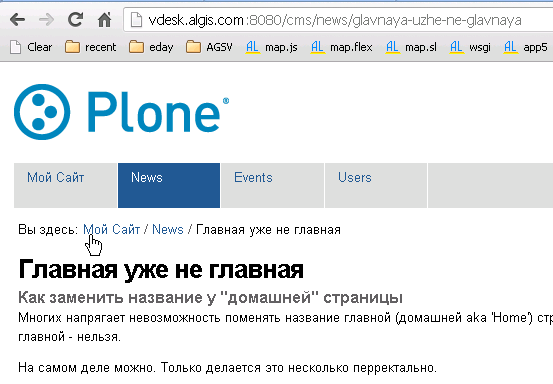 vdesk.algis.com:8080/cms/news/glavnaya-uzhe-ne-glavnaya
Clear recent eday AGSV map.js map.flex map.sl wsgi app5
Plone®
Мой Сайт News Events Users
Вы здесь: Мой Сайт / News / Главная уже не главная
Главная уже не главная
Как заменить название у "домашней" страницы
Многих напрягает невозможность поменять название главной (домашней aka 'Home') стр
главной - нельзя.
На самом деле можно. Только делается это несколько перректально.